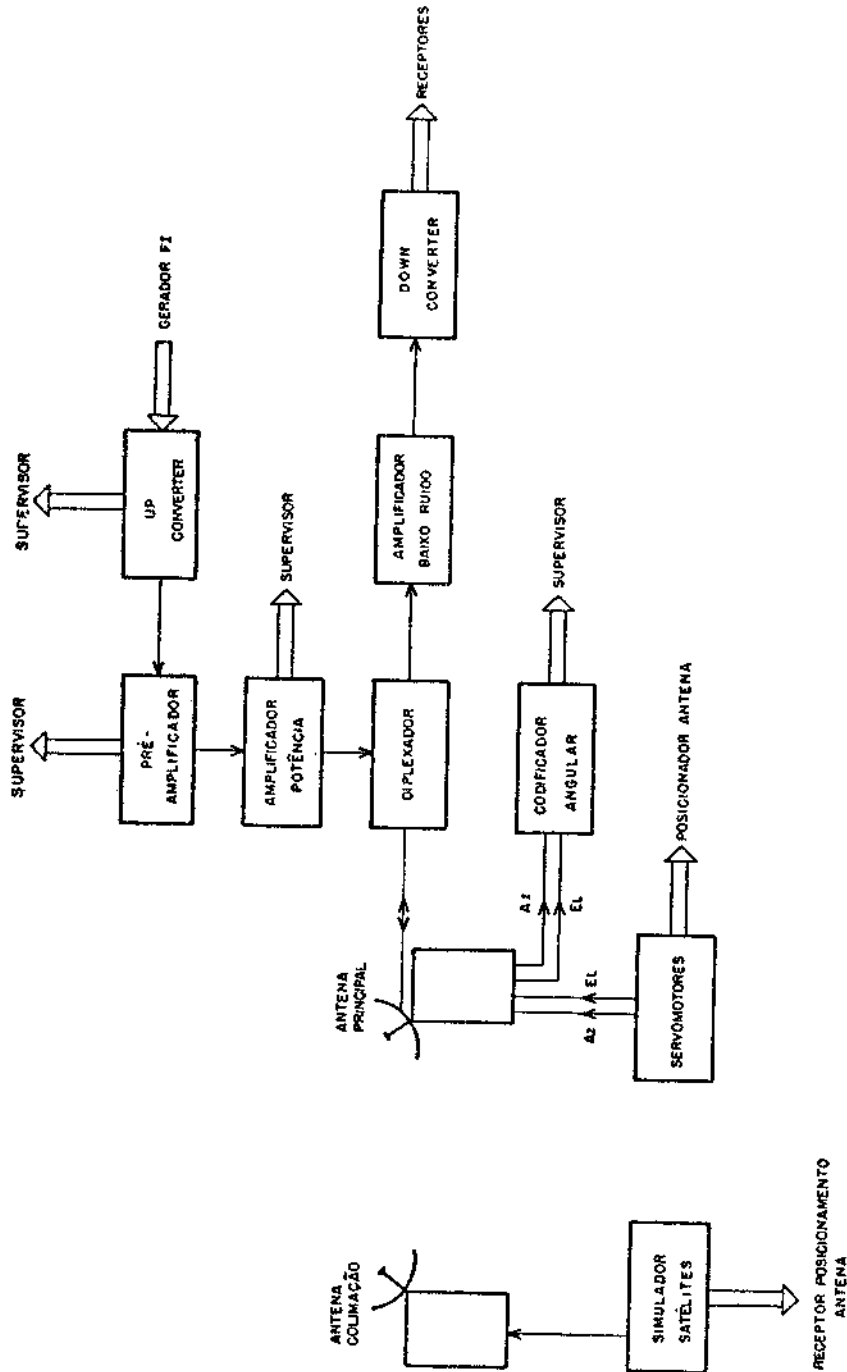 SUPERVISOR
SUPERVISOR
PRÉ-
AMPLIFICADOR
UP
CONVERTER
GERADOR FI
AMPLIFICADOR
POTÊNCIA
SUPERVISOR
DIPLEXADOR
AMPLIFICADOR
BAIXO RUIDO
DOWN
CONVERTER
RECEPTORES
ANTENA
PRINCIPAL
AZ
EL
CODIFICADOR
ANGULAR
SUPERVISOR
AZ
EL
SERVOMOTORES
POSICIONADOR ANTENA
ANTENA
COLIMAÇÃO
SIMULADOR
SATÉLITES
RECEPTOR POSICIONAMENTO
ANTENA